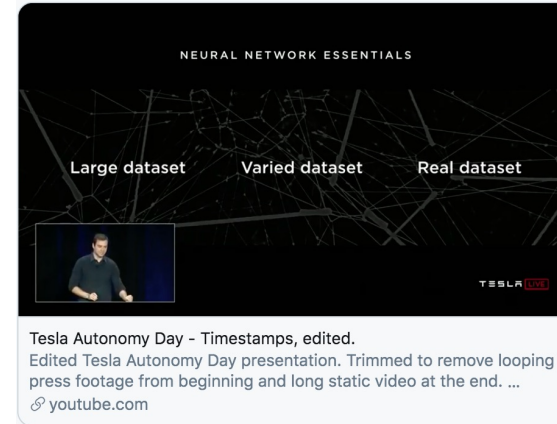 NEURAL NETWORK ESSENTIALS
Large dataset Varied dataset Real dataset
TESLA LIVE
Tesla Autonomy Day - Timestamps, edited.
Edited Tesla Autonomy Day presentation. Trimmed to remove looping
press footage from beginning and long static video at the end. ...
youtube.com